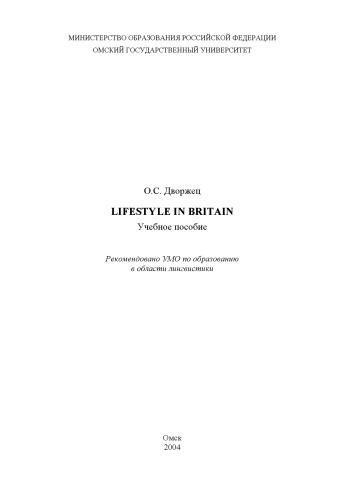 МИНИСТЕРСТВО ОБРАЗОВАНИЯ РОССИЙСКОЙ ФЕДЕРАЦИИ
ОМСКИЙ ГОСУДАРСТВЕННЫЙ УНИВЕРСИТЕТ
О.С. Дворжец
LIFESTYLE IN BRITAIN
Учебное пособие
Рекомендовано УМО по образованию
в области лингвистики
Омск
2004